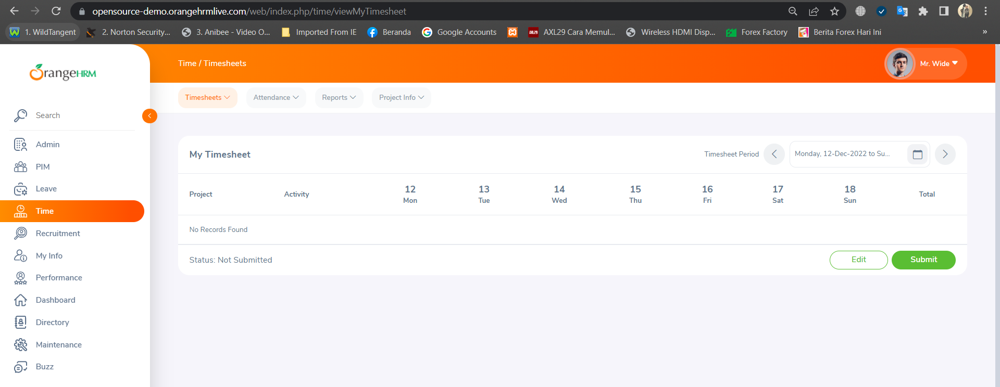 opensource-demo.orangehrmlive.com/web/index.php/time/viewMyTimesheet
1. WildTangent 2. Norton Security... 3. Anibee - Video O... Imported From IE Beranda Google Accounts AXL29 Cara Memul... Wireless HDMI Disp... Forex Factory Berita Forex Hari Ini »
OrangeHRM
Time / Timesheets
Mr. Wide
Timesheets Attendance Reports Project Info
Search
Admin
PIM
Leave
Time
Recruitment
My Info
Performance
Dashboard
Directory
Maintenance
Buzz
My Timesheet
Timesheet Period Monday, 12-Dec-2022 to Su...
Project Activity 12 Mon 13 Tue 14 Wed 15 Thu 16 Fri 17 Sat 18 Sun Total
No Records Found
Status: Not Submitted
Edit Submit